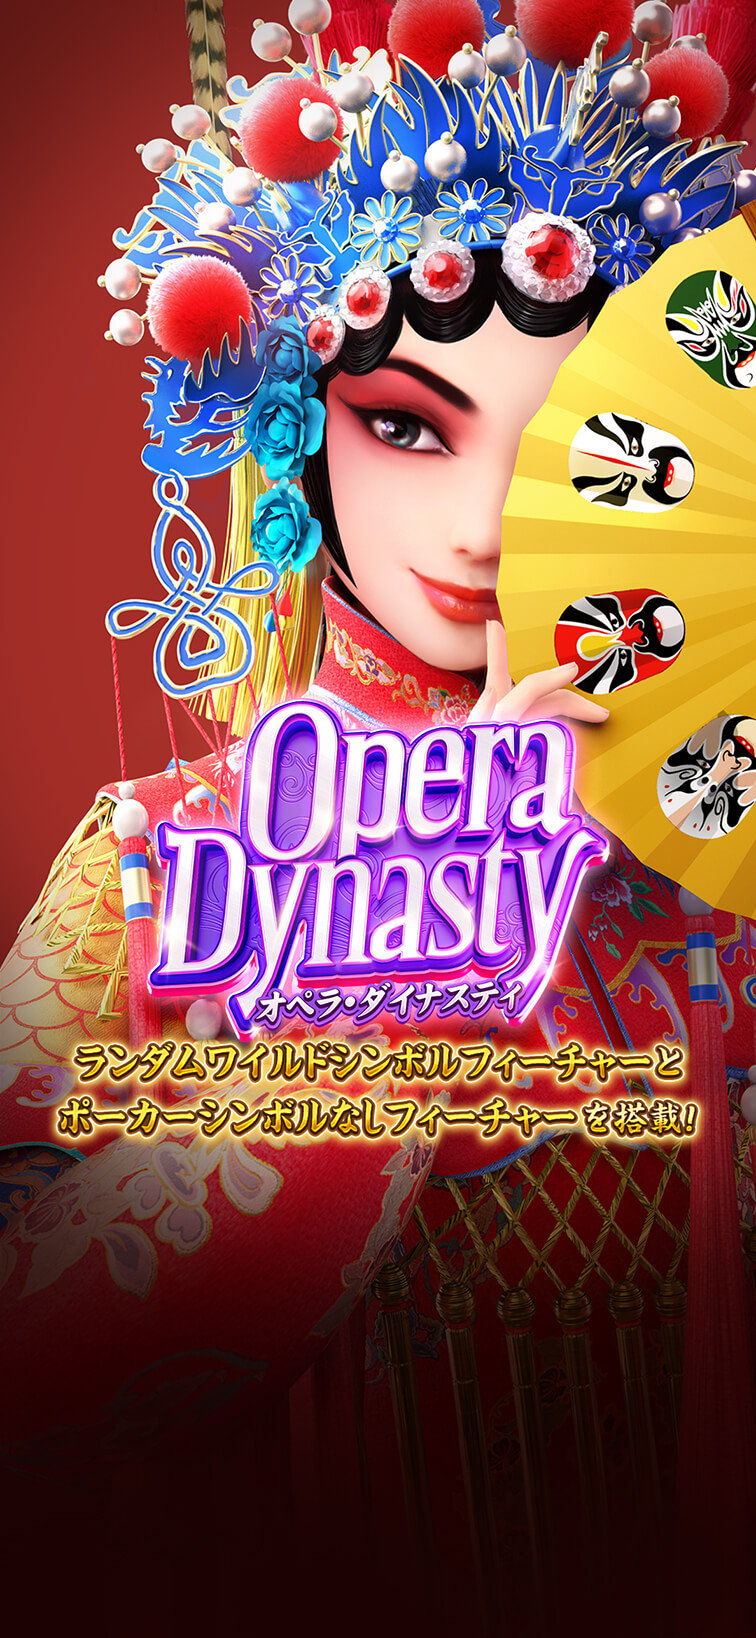 Opera
Dynasty
オペラ・ダイナスティ
ランダムワイルドシンボルフィーチャーと
ポーカーシンボルなしフィーチャーを搭載!